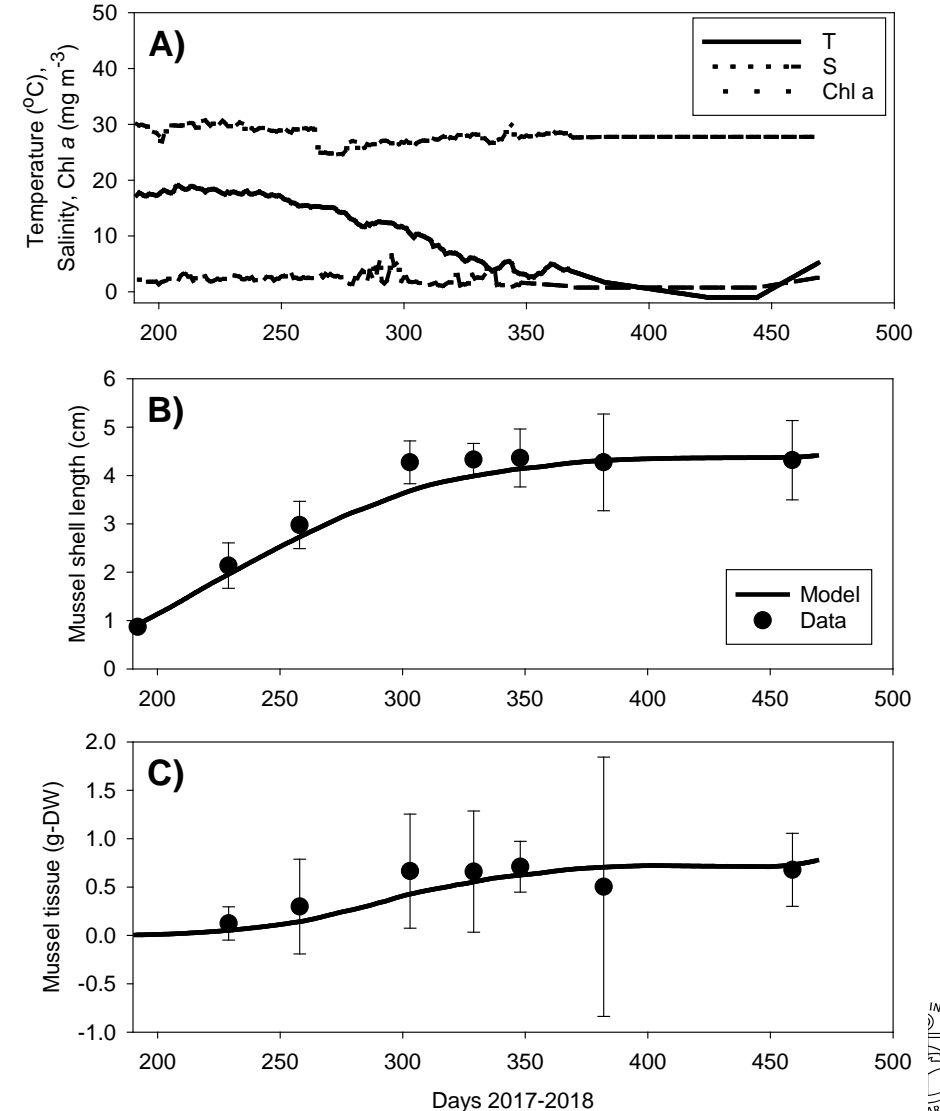 50
A)
T
S
Chl a
40
30
20
10
0
Temperature (ºC),
Salinity, Chl a (mg m-3)
200 250 300 350 400 450 500
6
B)
5
4
3
2
1
0
Mussel shell length (cm)
Model
Data
200 250 300 350 400 450 500
2.0
C)
1.5
1.0
0.5
0.0
-0.5
-1.0
Mussel tissue (g-DW)
200 250 300 350 400 450 500
Days 2017-2018